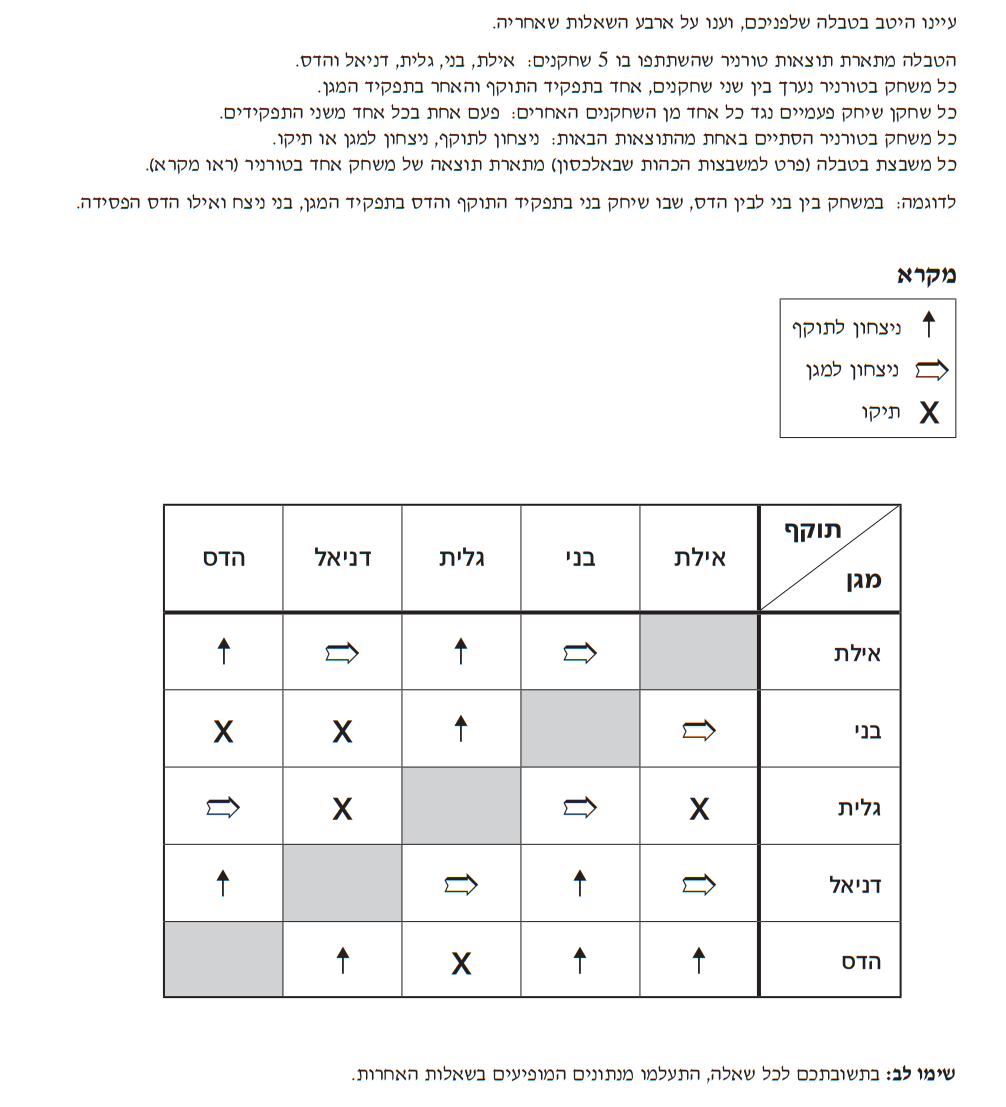 עיינו היטב בטבלה שלפניכם, וענו על ארבע השאלות שאחריה.
הטבלה מתארת תוצאות טורניר שהשתתפו בו 5 שחקנים: אילת, בני, גלית, דניאל והדס.
כל משחק בטורניר נערך בין שני שחקנים, אחד בתפקיד התוקף והאחר בתפקיד המגן.
כל שחקן שיחק פעמיים נגד כל אחד מן השחקנים האחרים: פעם אחת בכל אחד משני התפקידים.
כל משחק בטורניר הסתיים באחת מהתוצאות הבאות: ניצחון לתוקף, ניצחון למגן או תיקו.
כל משבצת בטבלה (פרט למשבצות הכהות שבאלכסון) מתארת תוצאה של משחק אחד בטורניר (ראו מקרא).
לדוגמה: במשחק בין בני לבין הדס, שבו שיחק בני בתפקיד התוקף והדס בתפקיד המגן, בני ניצח ואילו הדס הפסידה.
מקרא
↑ ניצחון לתוקף
⇨ ניצחון למגן
X תיקו
תוקף
מגן
אילת בני גלית דניאל הדס
אילת ⇨ ↑ ⇨ ↑
בני ⇨ ↑ X X
גלית X ⇨ X ⇨
דניאל ⇨ ↑ ⇨ ↑
הדס ↑ ↑ X ↑
שימו לב: בתשובתכם לכל שאלה, התעלמו מנתונים המופיעים בשאלות האחרות.